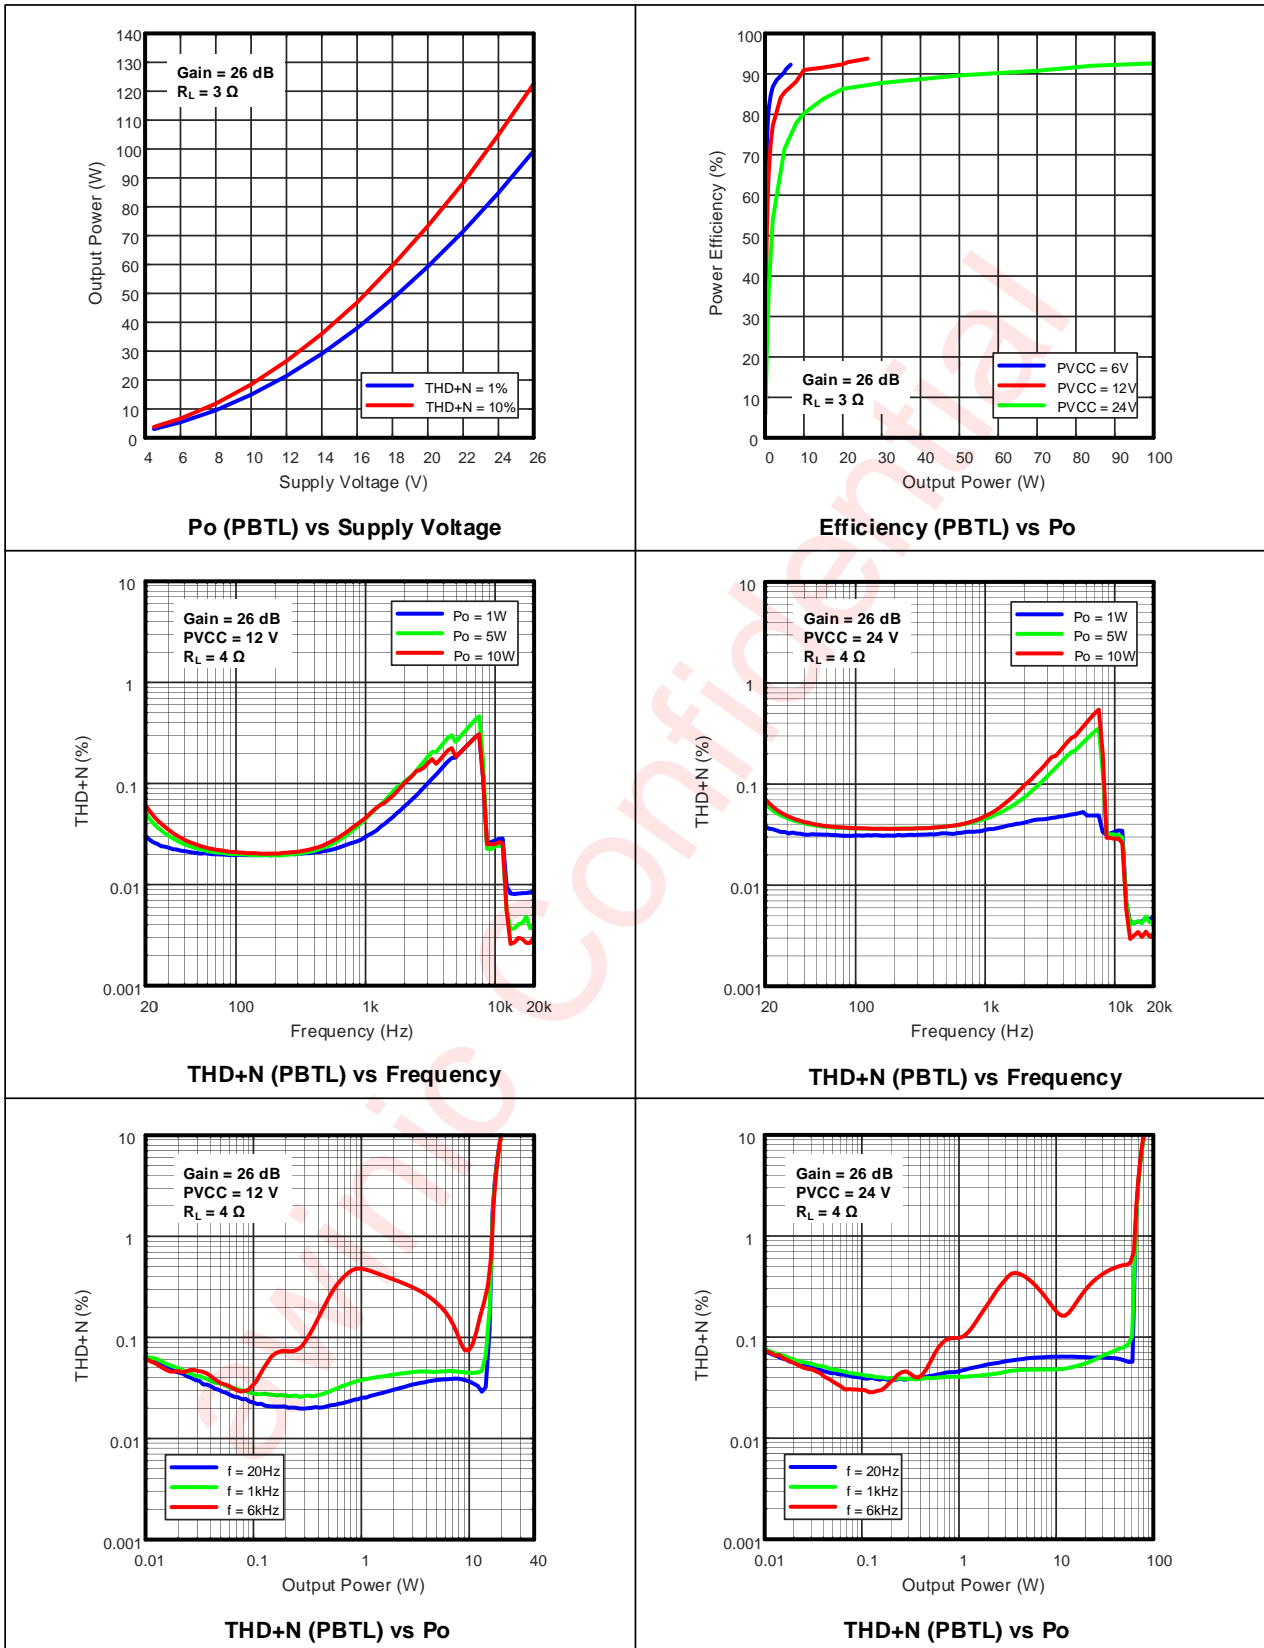 140
130
120
110
100
90
80
70
60
50
40
30
20
10
0
Output Power (W)
Gain = 26 dB
RL = 3 Ω
THD+N = 1%
THD+N = 10%
4 6 8 10 12 14 16 18 20 22 24 26
Supply Voltage (V)
Po (PBTL) vs Supply Voltage
100
90
80
70
60
50
40
30
20
10
0
Power Efficiency (%)
Gain = 26 dB
RL = 3 Ω
PVCC = 6V
PVCC = 12V
PVCC = 24V
0 10 20 30 40 50 60 70 80 90 100
Output Power (W)
Efficiency (PBTL) vs Po
10
1
0.1
0.01
0.001
THD+N (%)
Gain = 26 dB
PVCC = 12 V
RL = 4 Ω
Po = 1W
Po = 5W
Po = 10W
20 100 1k 10k 20k
Frequency (Hz)
THD+N (PBTL) vs Frequency
10
1
0.1
0.01
0.001
THD+N (%)
Gain = 26 dB
PVCC = 24 V
RL = 4 Ω
Po = 1W
Po = 5W
Po = 10W
20 100 1k 10k 20k
Frequency (Hz)
THD+N (PBTL) vs Frequency
10
1
0.1
0.01
0.001
THD+N (%)
Gain = 26 dB
PVCC = 12 V
RL = 4 Ω
f = 20Hz
f = 1kHz
f = 6kHz
0.01 0.1 1 10 40
Output Power (W)
THD+N (PBTL) vs Po
10
1
0.1
0.01
0.001
THD+N (%)
Gain = 26 dB
PVCC = 24 V
RL = 4 Ω
f = 20Hz
f = 1kHz
f = 6kHz
0.01 0.1 1 10 100
Output Power (W)
THD+N (PBTL) vs Po
awinic Confidential